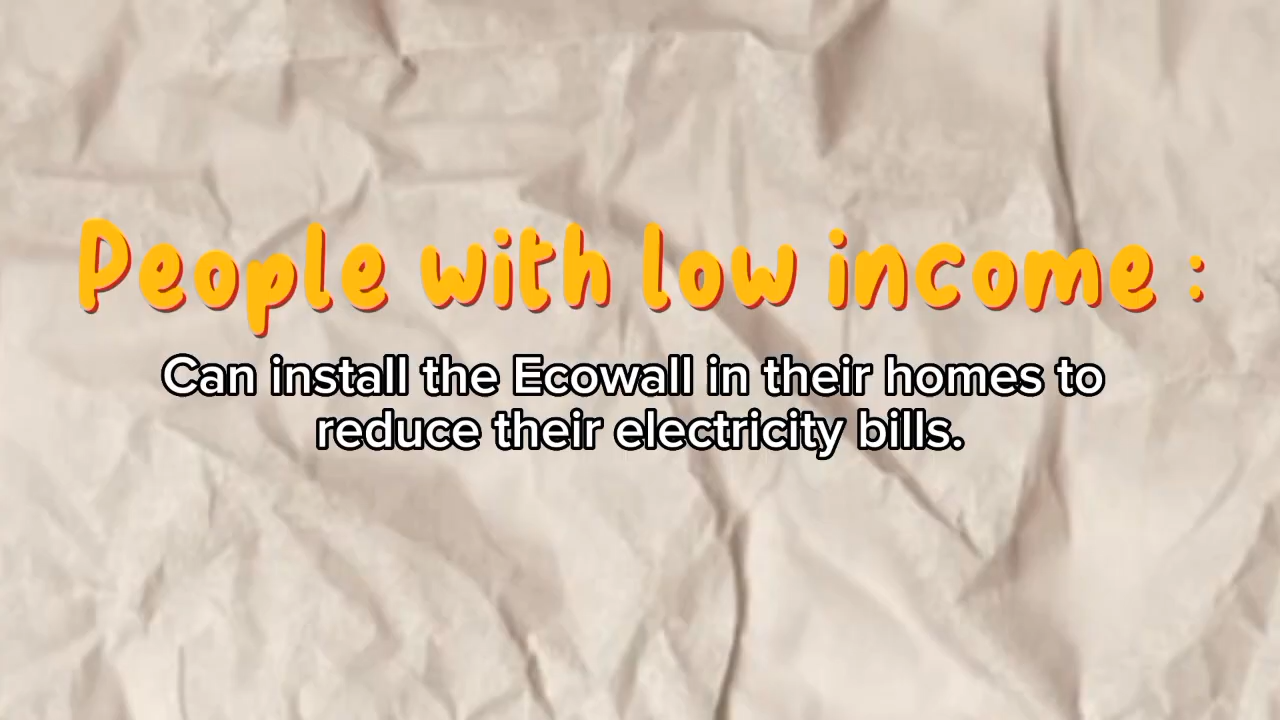 People with low income :
Can install the Ecowall in their homes to
reduce their electricity bills.